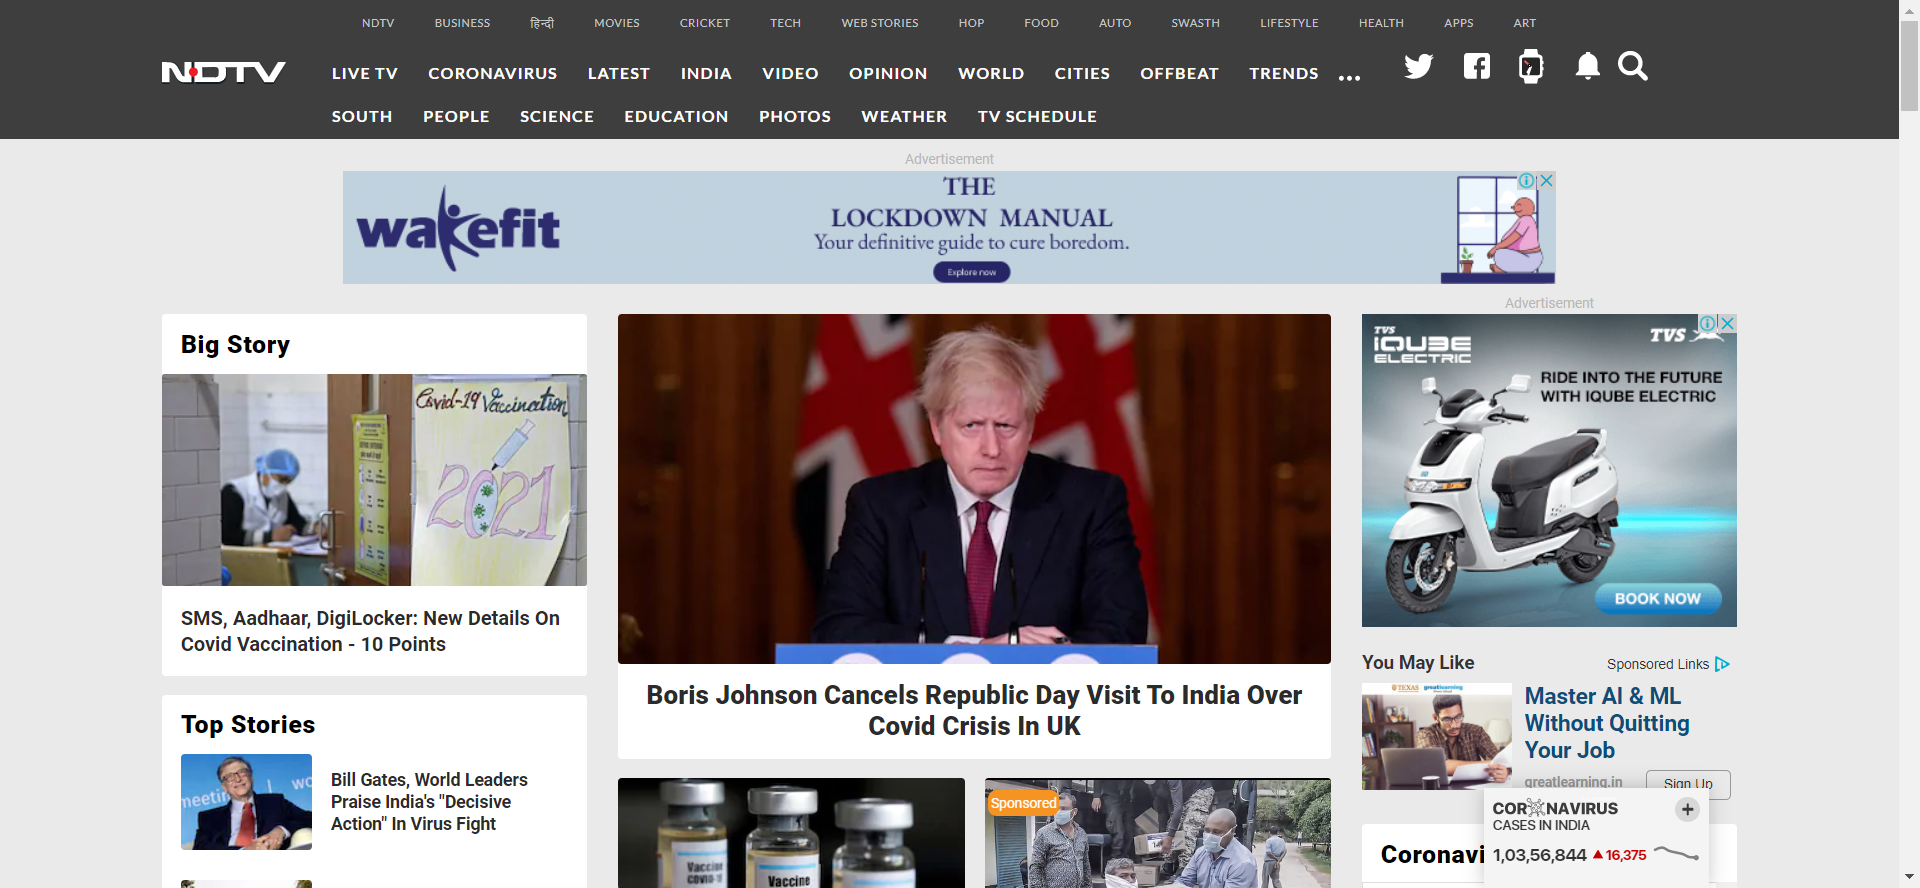 NDTV BUSINESS हिन्दी MOVIES CRICKET TECH WEB STORIES HOP FOOD AUTO SWASTH LIFESTYLE HEALTH APPS ART
NDTV
LIVE TV CORONAVIRUS LATEST INDIA VIDEO OPINION WORLD CITIES OFFBEAT TRENDS ...
SOUTH PEOPLE SCIENCE EDUCATION PHOTOS WEATHER TV SCHEDULE
Advertisement
wakefit
THE
LOCKDOWN MANUAL
Your definitive guide to cure boredom.
Explore now
Big Story
Covid-19 Vaccination
2021
SMS, Aadhaar, DigiLocker: New Details On
Covid Vaccination - 10 Points
Top Stories
Bill Gates, World Leaders
Praise India's "Decisive
Action" In Virus Fight
Boris Johnson Cancels Republic Day Visit To India Over
Covid Crisis In UK
Vaccine
COVID-19
Vaccine
Sponsored
Advertisement
TVS
iQUBE
ELECTRIC
TVS
RIDE INTO THE FUTURE
WITH IQUBE ELECTRIC
BOOK NOW
You May Like
Sponsored Links
TEXAS greatlearning
Master AI & ML
Without Quitting
Your Job
greatlearning.in
Sign Up
Coronavi
CORONAVIRUS
CASES IN INDIA
1,03,56,844 ▲16,375